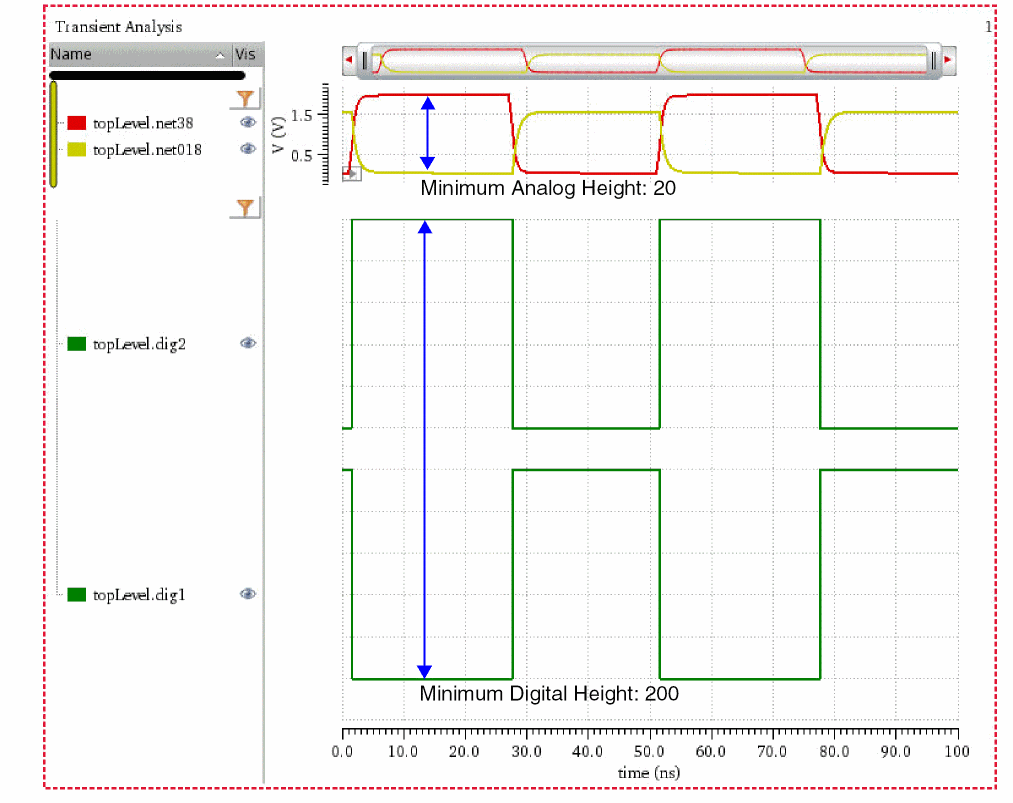 Transient Analysis 1
Name Vis
topLevel.net38
topLevel.net018
V (V)
1.5
0.5
Minimum Analog Height: 20
topLevel.dig2
topLevel.dig1
Minimum Digital Height: 200
0.0 10.0 20.0 30.0 40.0 50.0 60.0 70.0 80.0 90.0 100
time (ns)